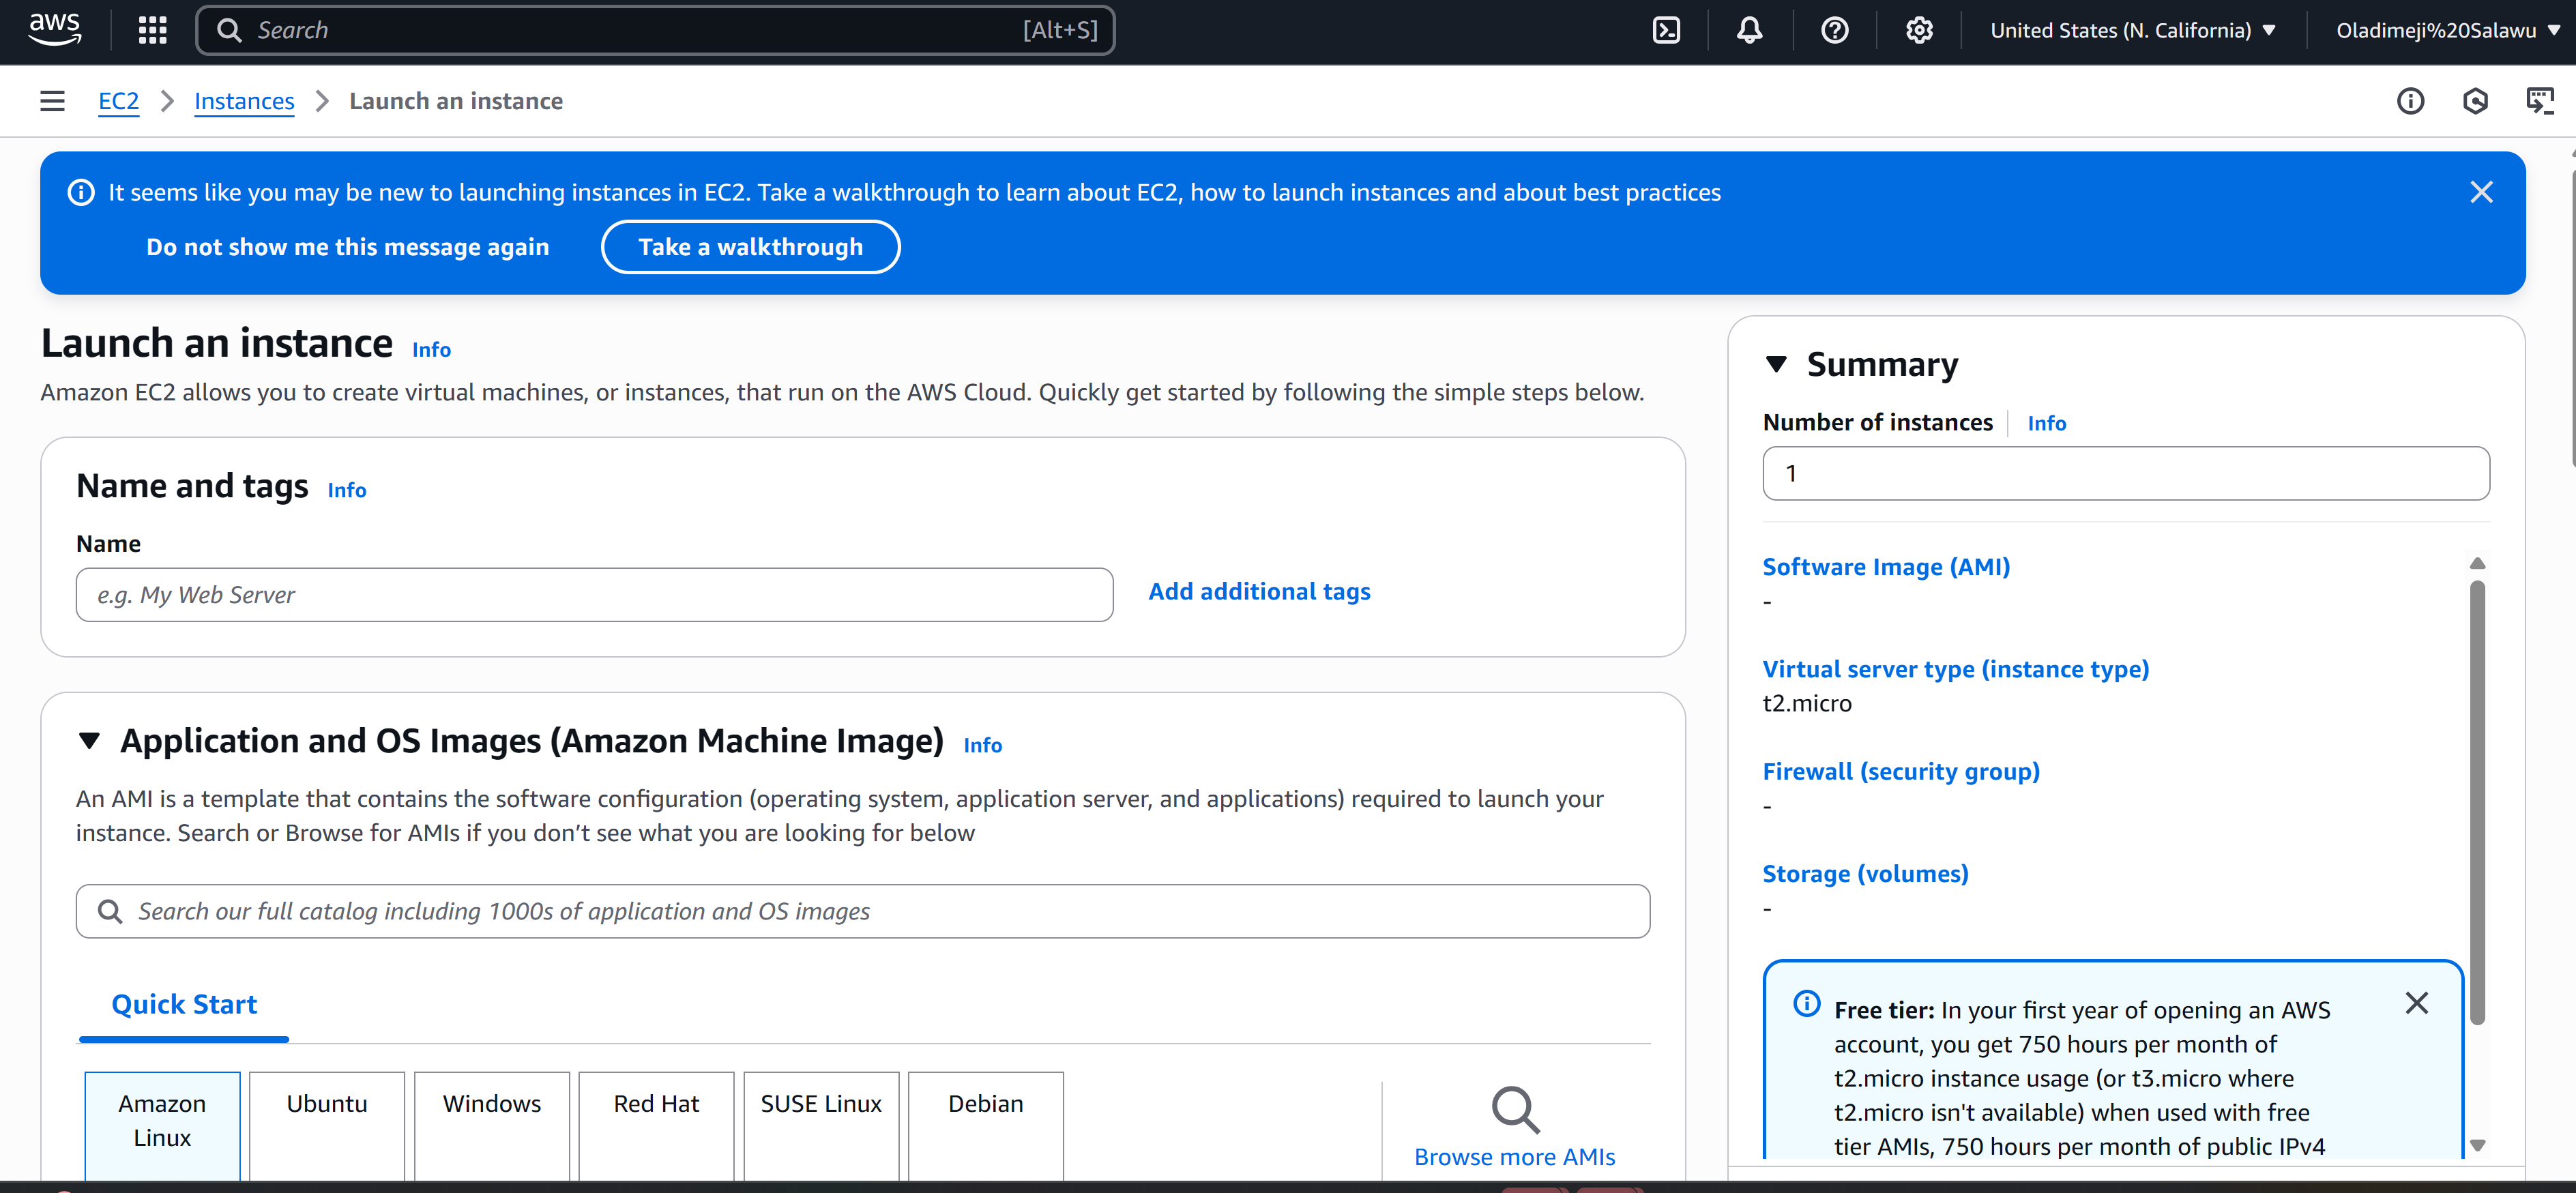 aws
Search [Alt+S]
United States (N. California)
Oladimeji%20Salawu
EC2 Instances Launch an instance
It seems like you may be new to launching instances in EC2. Take a walkthrough to learn about EC2, how to launch instances and about best practices
Do not show me this message again
Take a walkthrough
Launch an instance Info
Amazon EC2 allows you to create virtual machines, or instances, that run on the AWS Cloud. Quickly get started by following the simple steps below.
Name and tags Info
Name
e.g. My Web Server
Add additional tags
Application and OS Images (Amazon Machine Image) Info
An AMI is a template that contains the software configuration (operating system, application server, and applications) required to launch your
instance. Search or Browse for AMIs if you don’t see what you are looking for below
Search our full catalog including 1000s of application and OS images
Quick Start
Amazon
Linux
Ubuntu
Windows
Red Hat
SUSE Linux
Debian
Browse more AMIs
Summary
Number of instances Info
1
Software Image (AMI)
-
Virtual server type (instance type)
t2.micro
Firewall (security group)
-
Storage (volumes)
-
Free tier: In your first year of opening an AWS
account, you get 750 hours per month of
t2.micro instance usage (or t3.micro where
t2.micro isn't available) when used with free
tier AMIs, 750 hours per month of public IPv4